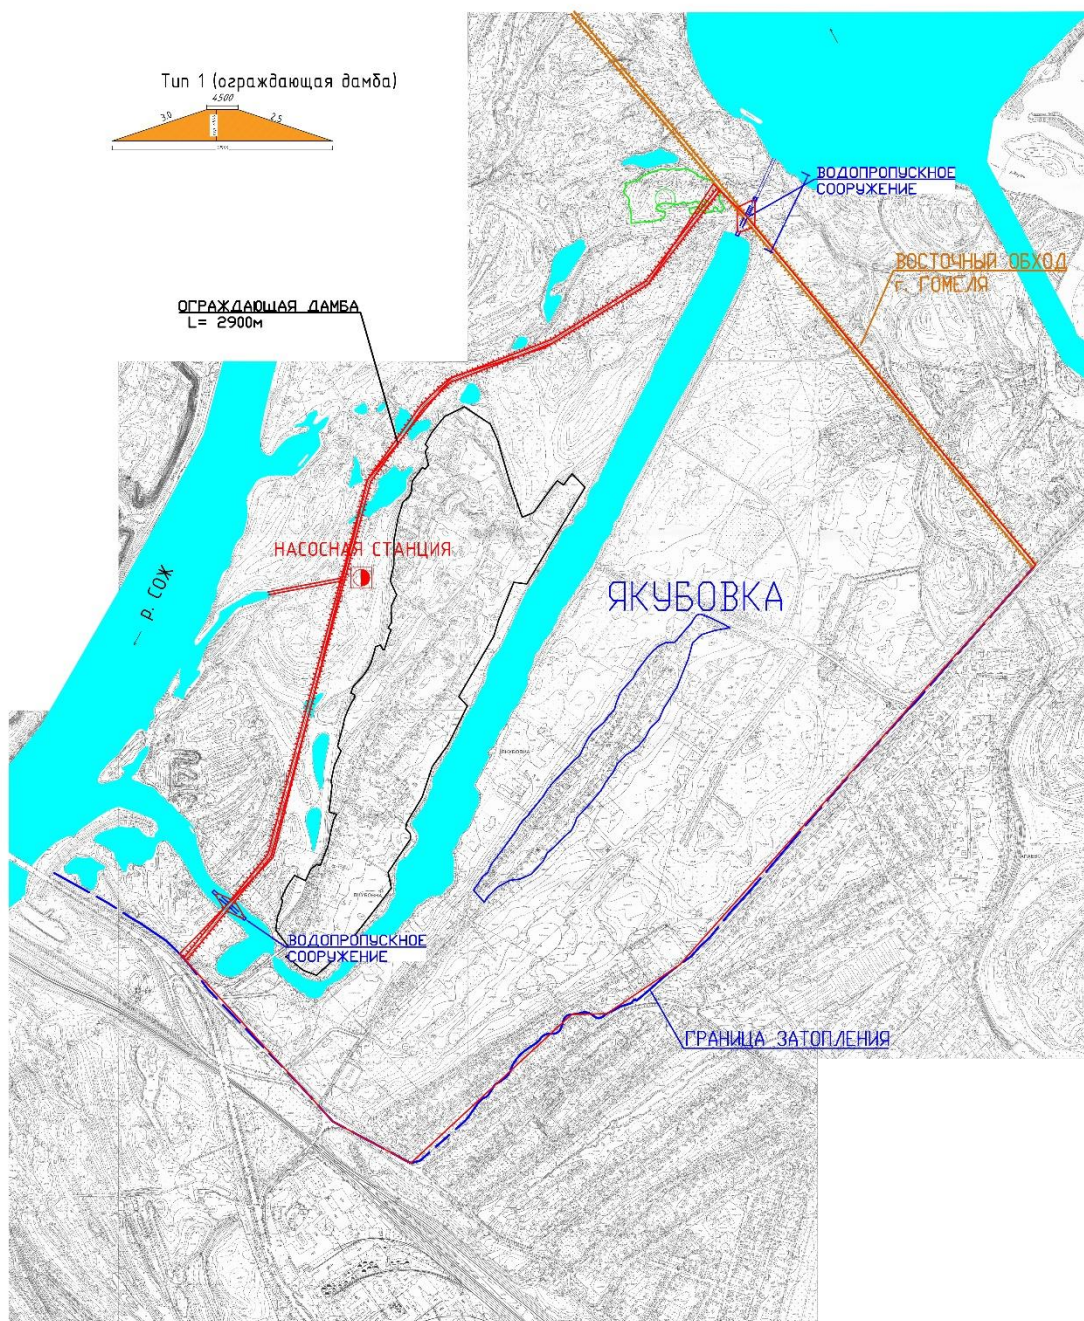 Тип 1 (ограждающая дамба)
4500
3.0
2.5
ВОДОПРОПУСКНОЕ
СООРУЖЕНИЕ
ВОСТОЧНЫЙ ОБХОД
г. ГОМЕЛЯ
ОГРАЖДАЮЩАЯ ДАМБА
L= 2900м
НАСОСНАЯ СТАНЦИЯ
р. СОЖ
ЯКУБОВКА
ВОДОПРОПУСКНОЕ
СООРУЖЕНИЕ
ГРАНИЦА ЗАТОПЛЕНИЯ